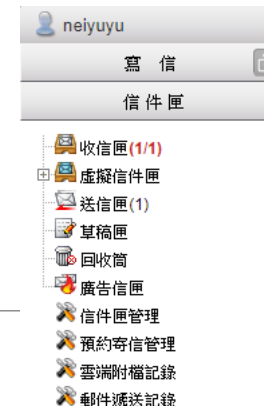 neiyuyu
寫 信
信件匣
收信匣(1/1)
虛擬信件匣
送信匣(1)
草稿匣
回收筒
廣告信匣
信件匣管理
預約寄信管理
雲端附檔記錄
郵件遞送記錄